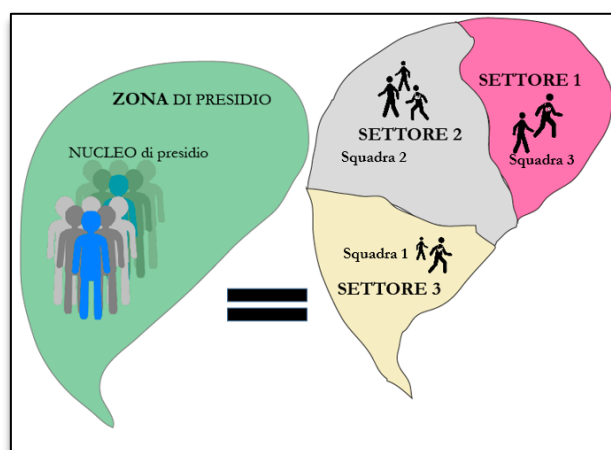 ZONA DI PRESIDIO
NUCLEO di presidio
SETTORE 1
Squadra 3
SETTORE 2
Squadra 2
Squadra 1
SETTORE 3